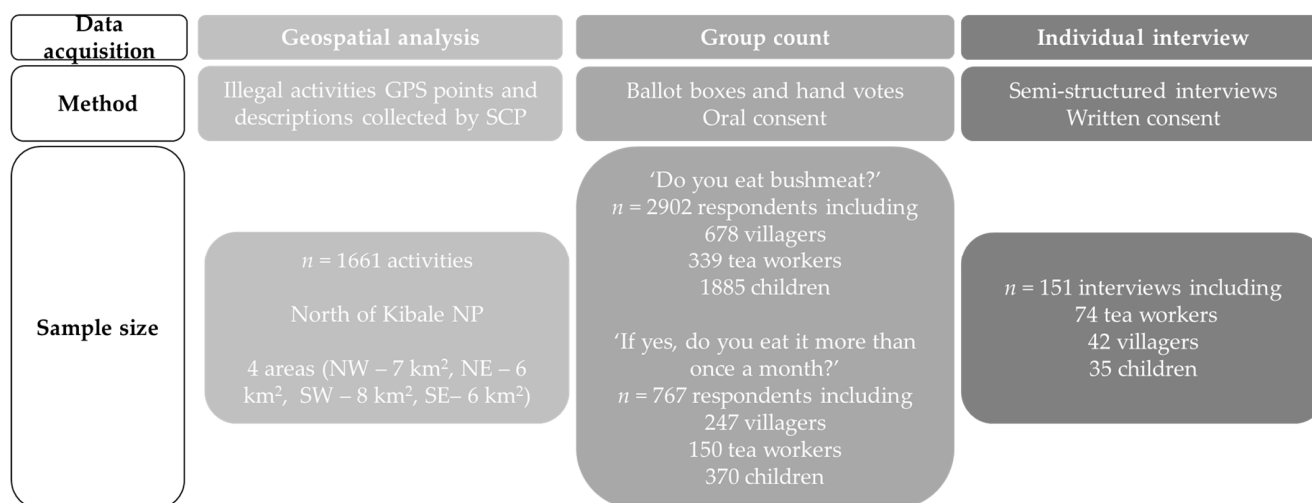 Data
acquisition
Geospatial analysis
Group count
Individual interview
Method
Illegal activities GPS points and
descriptions collected by SCP
Ballot boxes and hand votes
Oral consent
Semi-structured interviews
Written consent
Sample size
n = 1661 activities
North of Kibale NP
4 areas (NW – 7 km², NE – 6
km², SW – 8 km², SE– 6 km²)
‘Do you eat bushmeat?’
n = 2902 respondents including
678 villagers
339 tea workers
1885 children
‘If yes, do you eat it more than
once a month?’
n = 767 respondents including
247 villagers
150 tea workers
370 children
n = 151 interviews including
74 tea workers
42 villagers
35 children